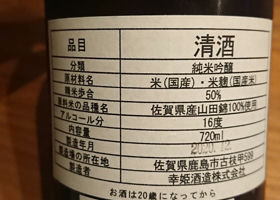 品目 清酒
分類 純米吟醸
原材料名 米(国産)・米麹(国産米)
精米歩合 50%
原料米の品種名 佐賀県産山田錦100%使用
アルコール分 16度
内容量 720ml
製造年月 2020.12.
製造場の所在地 佐賀県鹿島市古枝甲599
製造者 幸姫酒造株式会社
お酒は20歳になってから